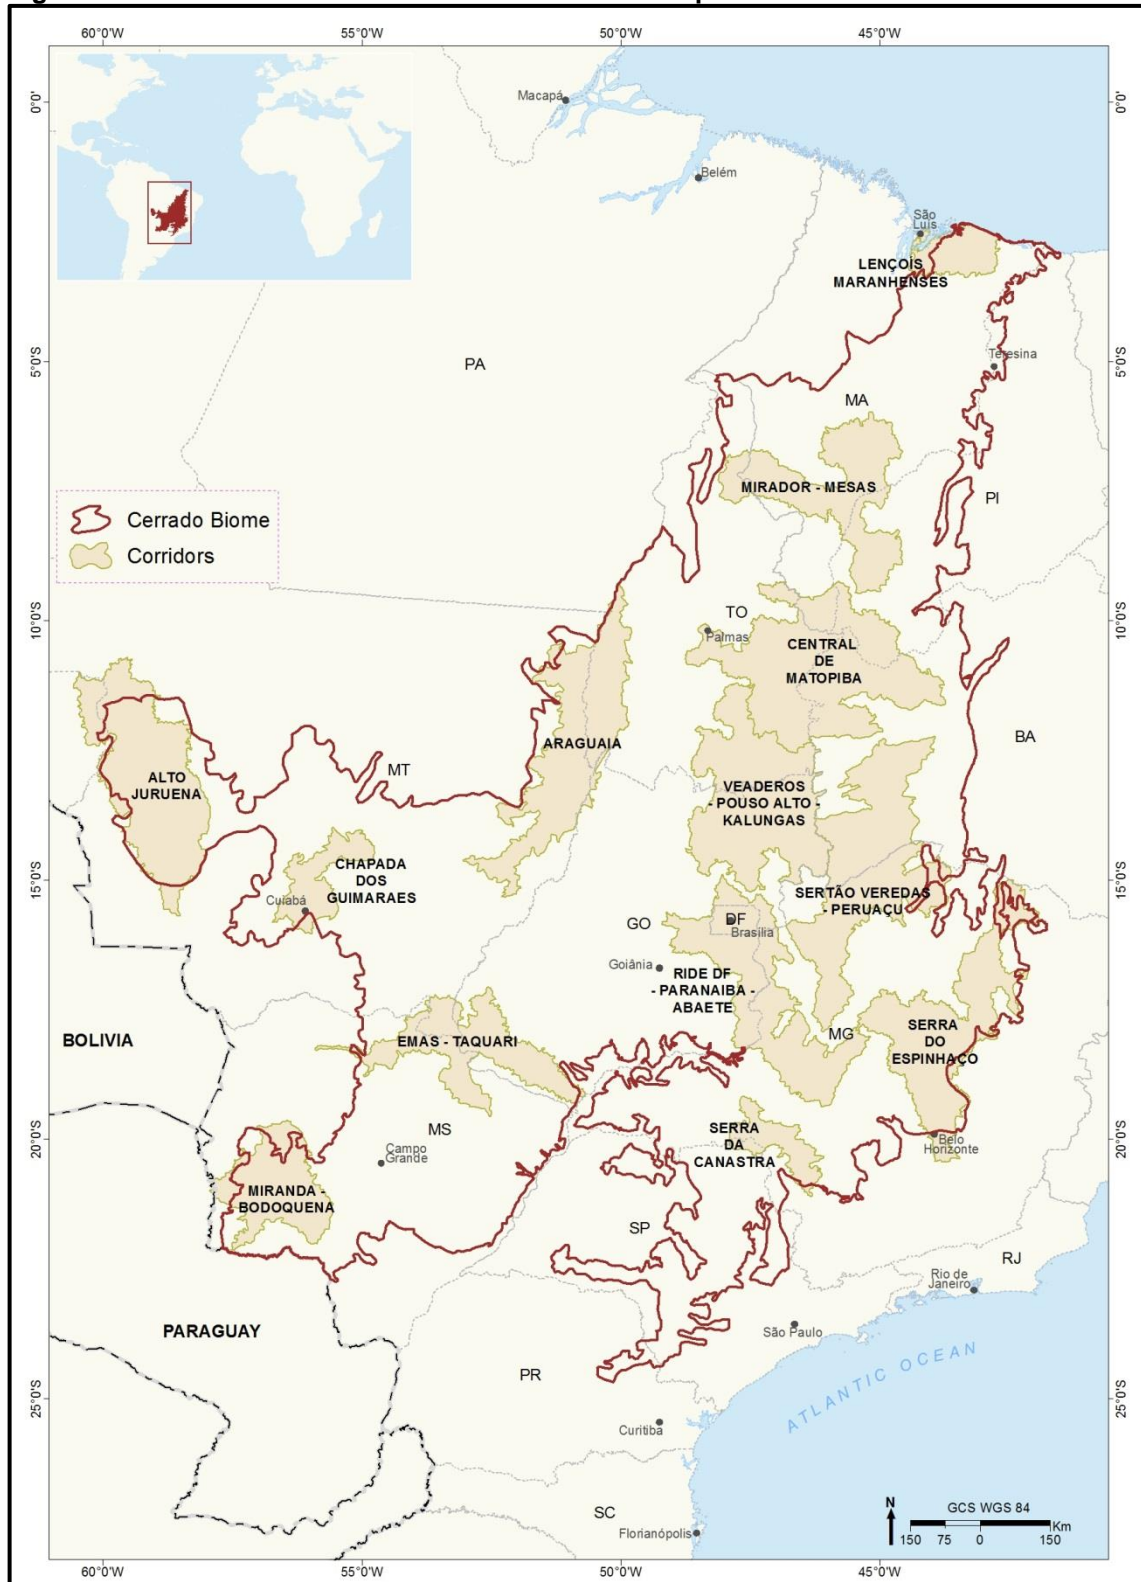 60°0'W 55°0'W 50°0'W 45°0'W
0°0'
Macapá
Belém
São
Luís
LENÇOIS
MARANHENSES
PA
5°0'S
5°0'S
Teresina
MA
MIRADOR - MESAS
PI
Cerrado Biome
Corridors
10°0'S
10°0'S
TO
Palmas
CENTRAL
DE
MATOPIBA
ARAGUAIA
BA
MT
ALTO
JURUENA
VEADEROS
- POUSO ALTO -
KALUNGAS
CHAPADA
DOS
GUIMARAES
Cuiabá
15°0'S
15°0'S
SERTÃO VEREDAS
- PERUAÇU
GO
DF
Brasilia
Goiânia
RIDE DF
- PARANAIBA -
ABAETE
BOLIVIA
EMAS - TAQUARI
MG
SERRA
DO
ESPINHAÇO
MS
20°0'S
20°0'S
Campo
Grande
SERRA
DA
CANASTRA
Belo
Horizonte
MIRANDA -
BODOQUENA
SP
RJ
Rio de
Janeiro
PARAGUAY
São Paulo
PR
ATLANTIC OCEAN
25°0'S
25°0'S
Curitiba
SC
Florianópolis
N
GCS WGS 84
Km
150 75 0 150
60°0'W 55°0'W 50°0'W 45°0'W